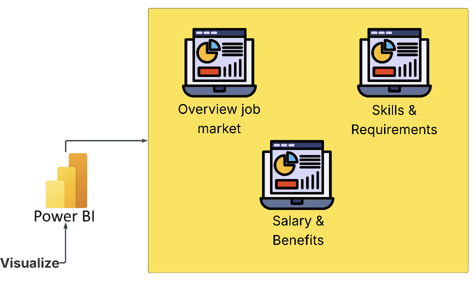 Overview job
market
Skills &
Requirements
Salary &
Benefits
Power BI
Visualize